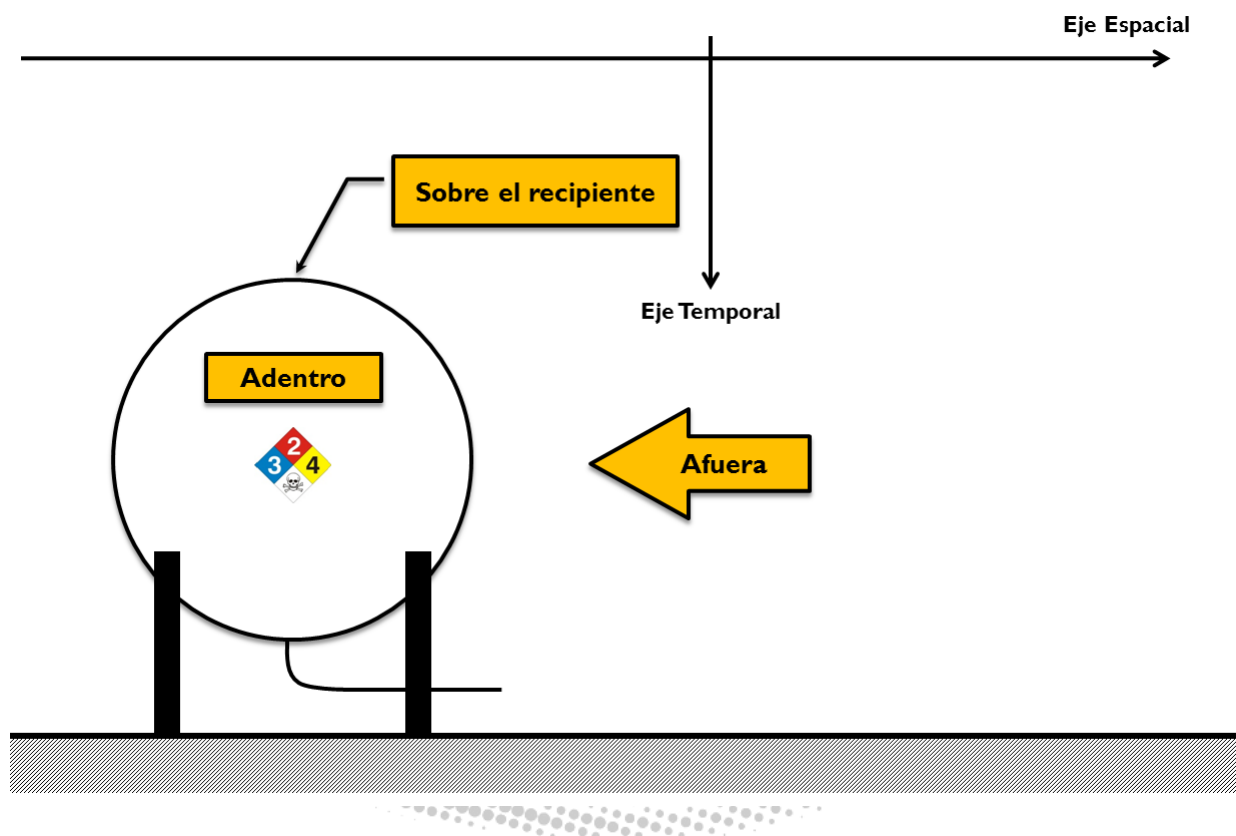 Eje Espacial
Sobre el recipiente
Eje Temporal
Adentro
2
3 4
Afuera